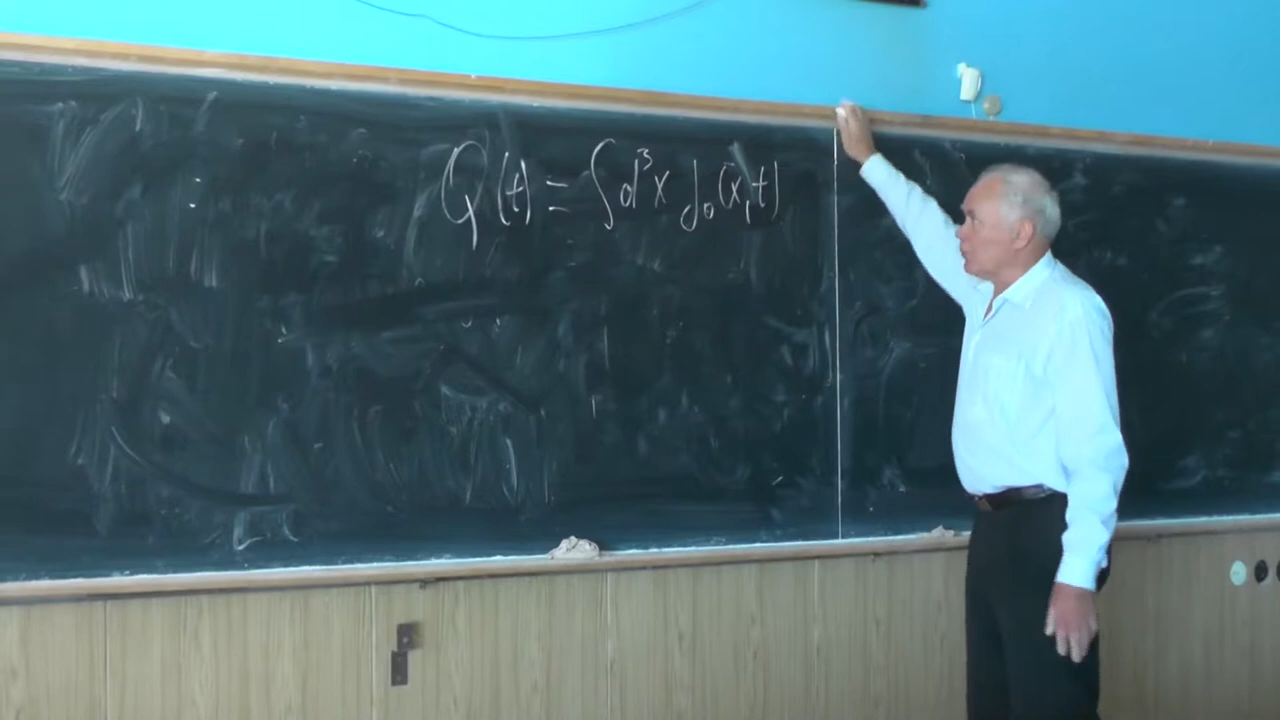 Q(t) = ∫d³x j₀(x̄,t)